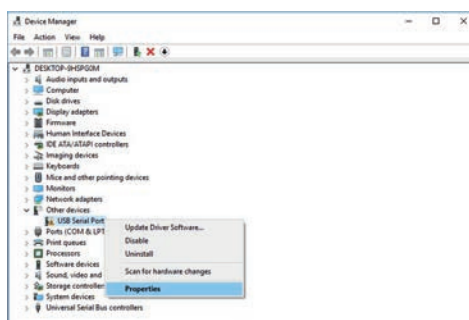 Device Manager
File Action View Help
DESKTOP-9HSPG0M
Audio inputs and outputs
Computer
Disk drives
Display adapters
Firmware
Human Interface Devices
IDE ATA/ATAPI controllers
Imaging devices
Keyboards
Mice and other pointing devices
Monitors
Network adapters
Other devices
USB Serial Port
Update Driver Software...
Ports (COM & LPT
Disable
Print queues
Processors
Uninstall
Software devices
Sound, video and
Scan for hardware changes
Storage controller
System devices
Properties
Universal Serial Bus controllers